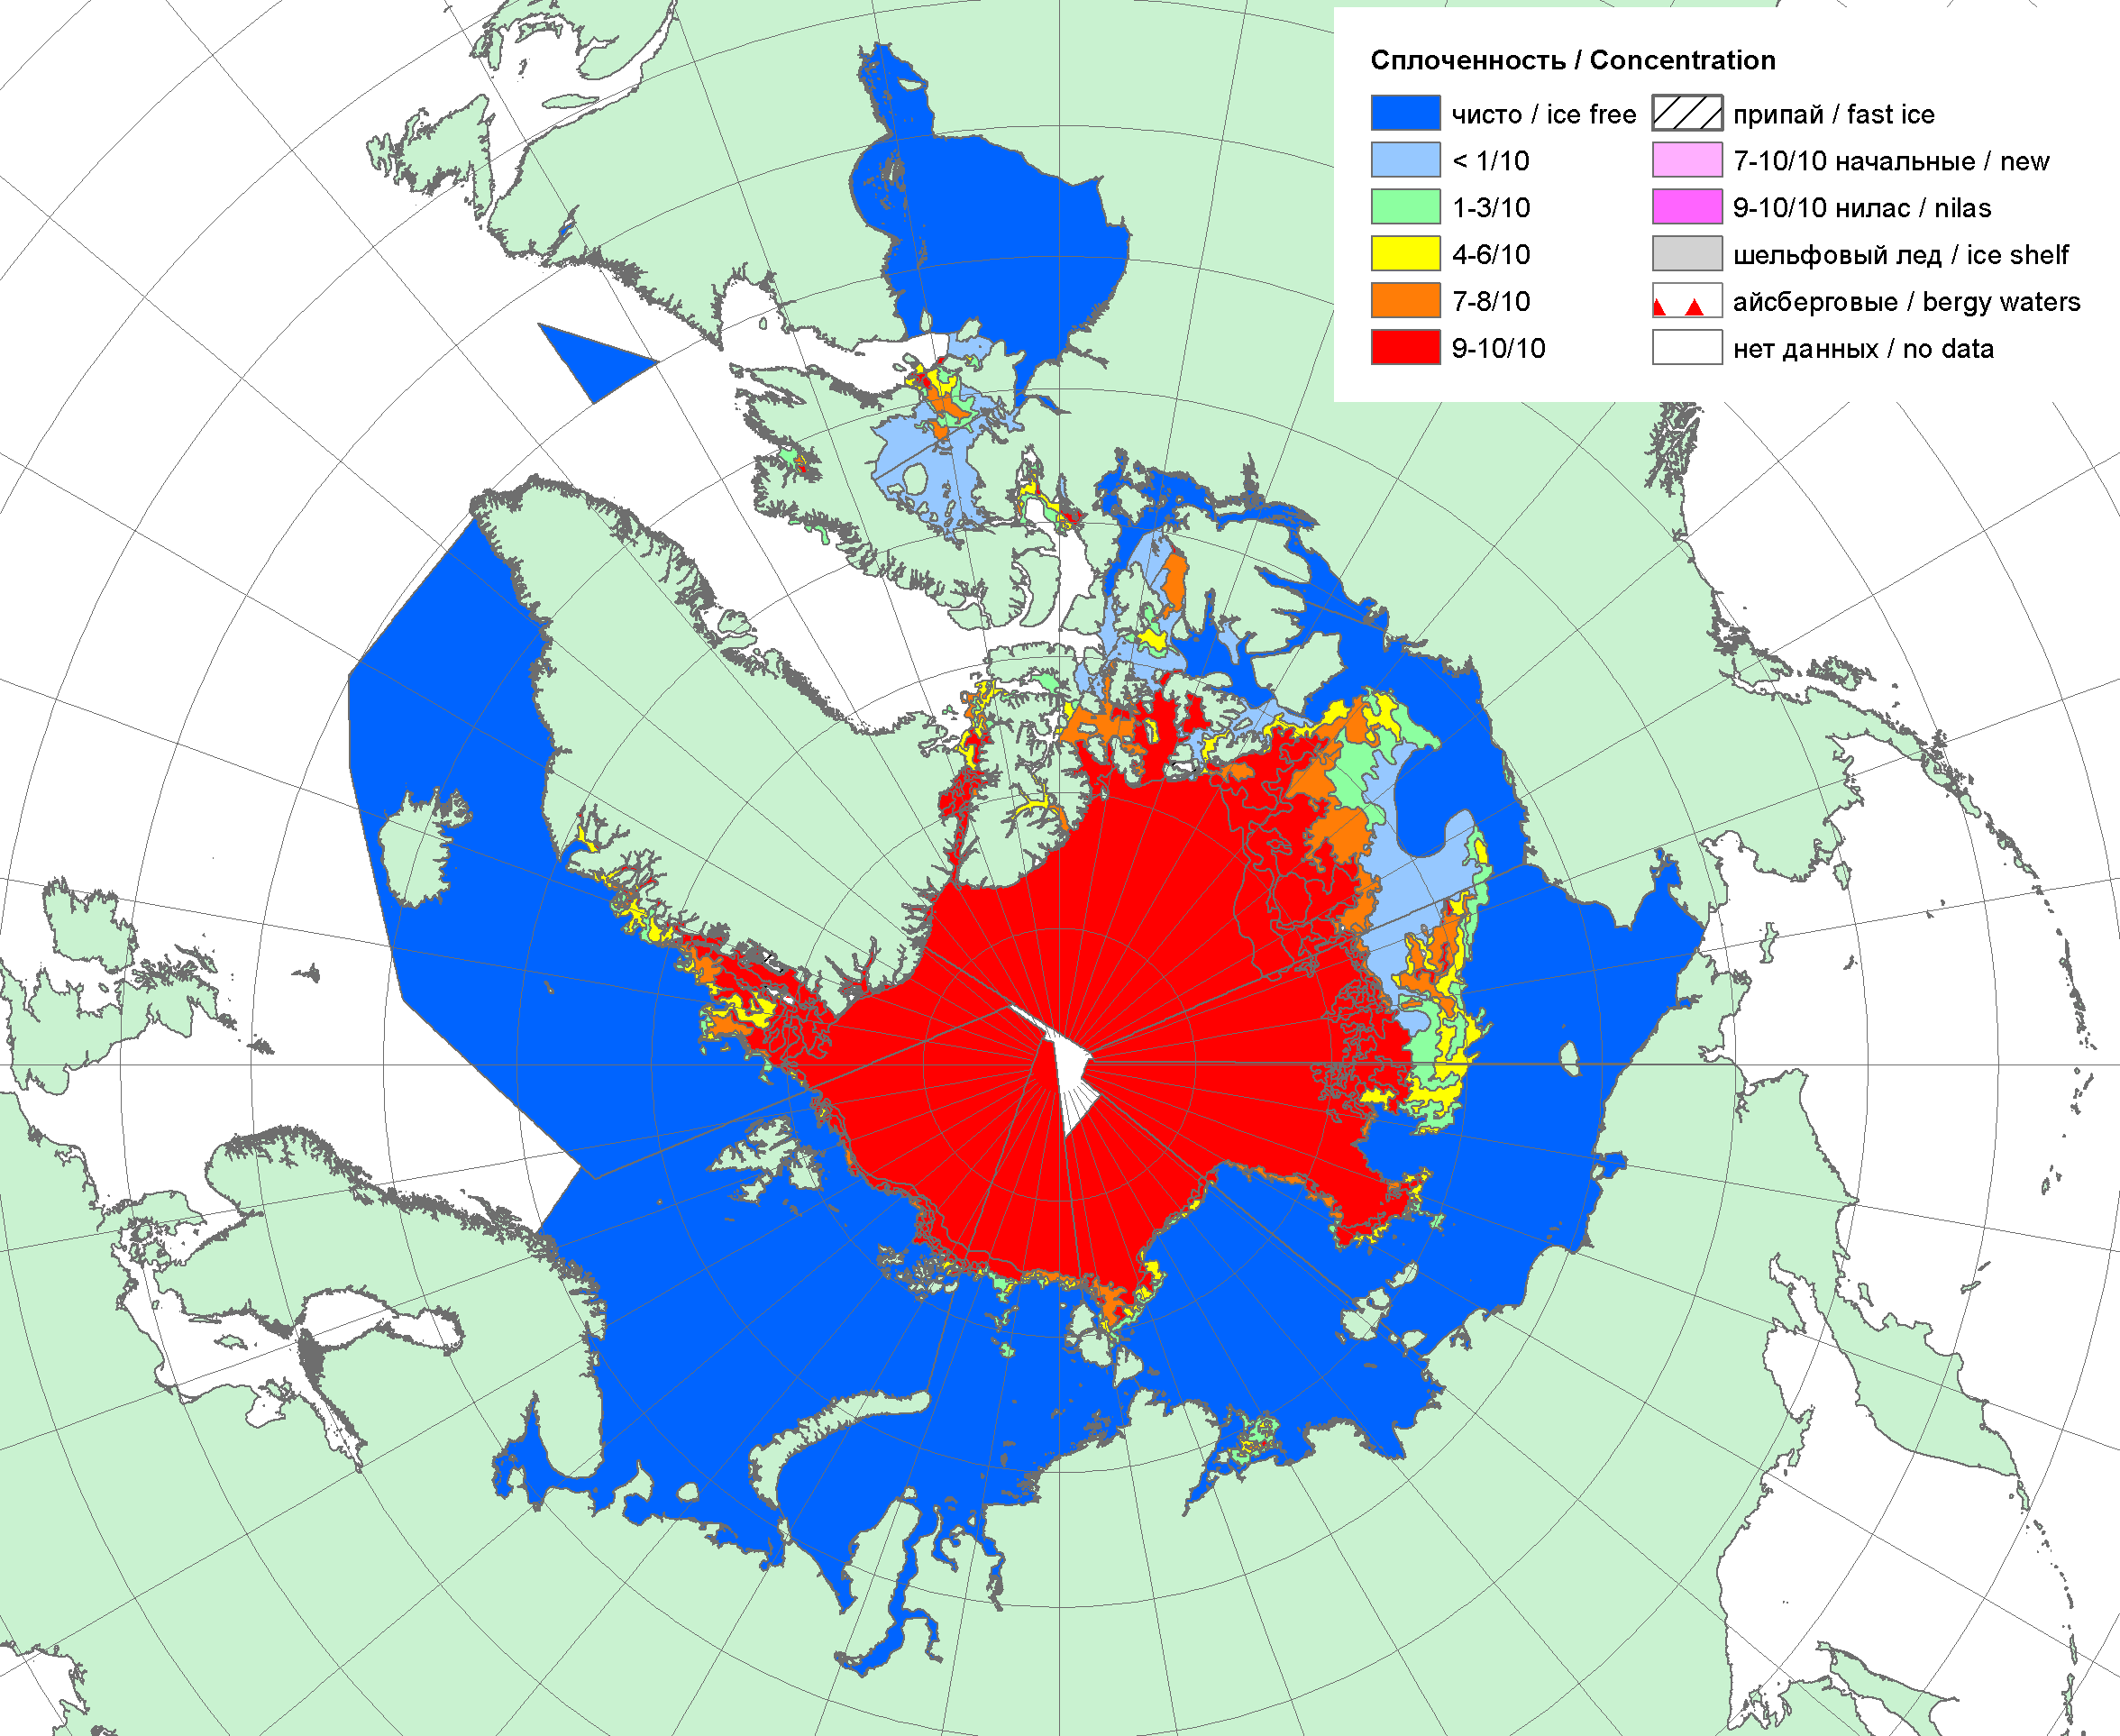 Сплоченность / Concentration
чисто / ice free
< 1/10
1-3/10
4-6/10
7-8/10
9-10/10
припай / fast ice
7-10/10 начальные / new
9-10/10 нилас / nilas
шельфовый лед / ice shelf
айсберговые / bergy waters
нет данных / no data